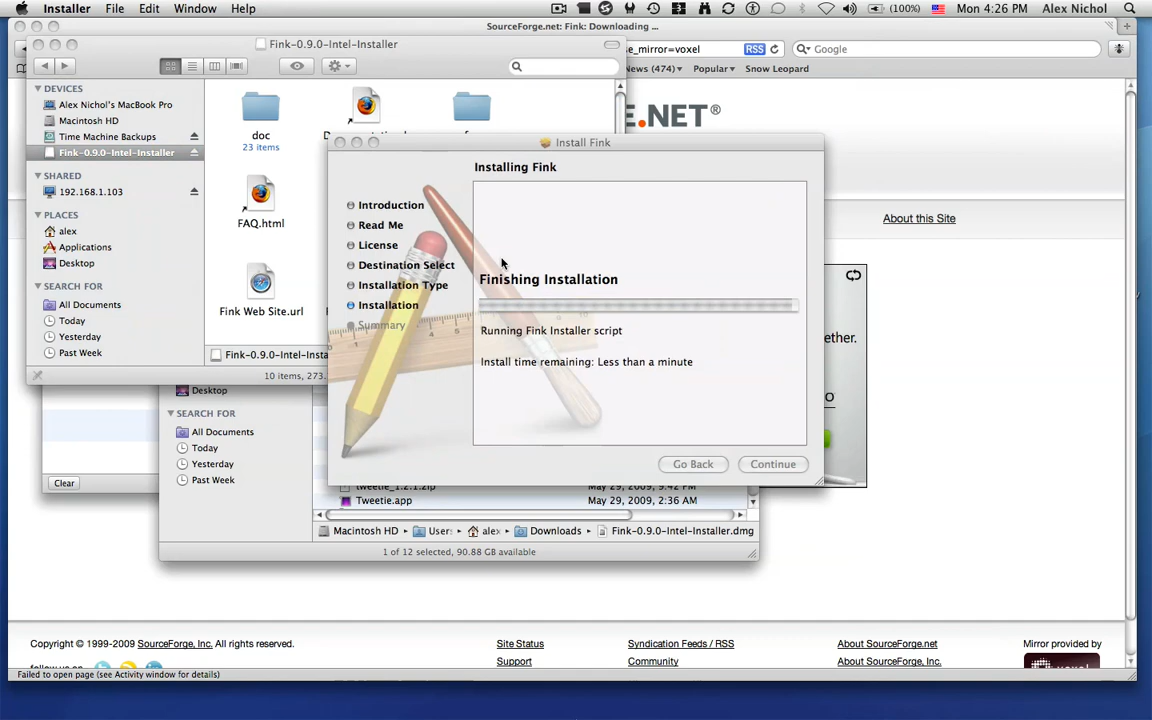 Installer File Edit Window Help
(100%) Mon 4:26 PM Alex Nichol
SourceForge.net: Fink: Downloading ...
e_mirror=voxel RSS Google
News (474) Popular Snow Leopard
Fink-0.9.0-Intel-Installer
DEVICES
Alex Nichol's MacBook Pro
Macintosh HD
Time Machine Backups
Fink-0.9.0-Intel-Installer
SHARED
192.168.1.103
PLACES
alex
Applications
Desktop
SEARCH FOR
All Documents
Today
Yesterday
Past Week
doc
23 items
FAQ.html
Fink Web Site.url
Fink-0.9.0-Intel-Insta
10 items, 273.
E.NET®
About this Site
ether.
Install Fink
Installing Fink
Introduction
Read Me
License
Destination Select
Installation Type
Installation
Summary
Finishing Installation
Running Fink Installer script
Install time remaining: Less than a minute
Go Back Continue
Clear
Desktop
SEARCH FOR
All Documents
Today
Yesterday
Past Week
tweetie_1.2.1.zip May 29, 2009, 9:42 PM
Tweetie.app May 29, 2009, 2:36 AM
Macintosh HD User alex Downloads Fink-0.9.0-Intel-Installer.dmg
1 of 12 selected, 90.88 GB available
Copyright © 1999-2009 SourceForge, Inc. All rights reserved.
Site Status
Syndication Feeds / RSS
About SourceForge.net
Mirror provided by
follow us on
Support
Community
About SourceForge, Inc.
Failed to open page (see Activity window for details)